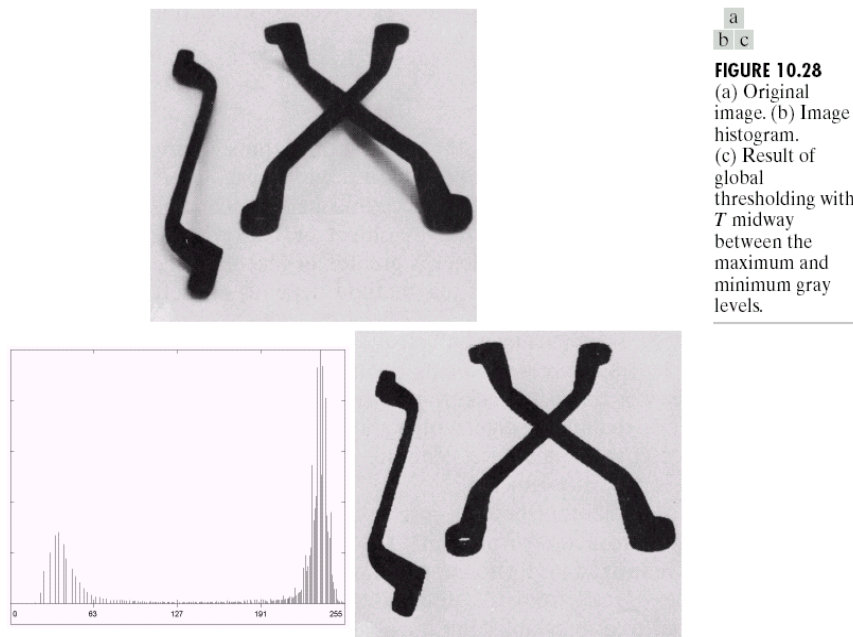 a
b c
FIGURE 10.28
(a) Original
image. (b) Image
histogram.
(c) Result of
global
thresholding with
T midway
between the
maximum and
minimum gray
levels.
0 63 127 191 255